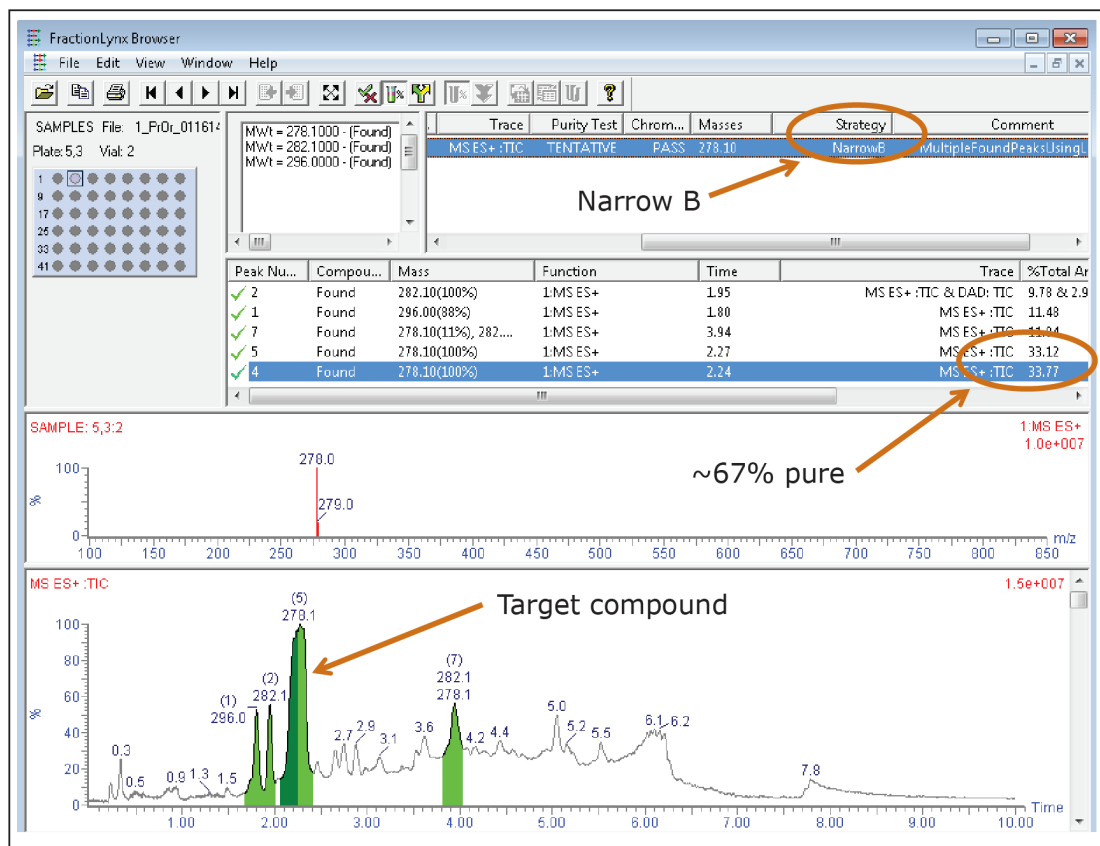 FractionLynx Browser
File Edit View Window Help
SAMPLES File: 1_Pr0r_011614
Plate:5,3 Vial: 2
1
9
17
25
33
41
MWt = 278.1000 - (Found)
MWt = 282.1000 - (Found)
MWt = 296.0000 - (Found)
Trace Purity Test Chrom... Masses Strategy Comment
MS ES+ :TIC TENTATIVE PASS 278.10 NarrowB MultipleFoundPeaksUsingL
Narrow B
Peak Nu... Compou... Mass Function Time Trace %Total Ar
2 Found 282.10(100%) 1:MS ES+ 1.95 MS ES+ :TIC & DAD: TIC 9.78 & 2.9
1 Found 296.00(88%) 1:MS ES+ 1.80 MS ES+ :TIC 11.48
7 Found 278.10(11%), 282.... 1:MS ES+ 3.94 MS ES+ :TIC
5 Found 278.10(100%) 1:MS ES+ 2.27 MS ES+ :TIC 33.12
4 Found 278.10(100%) 1:MS ES+ 2.24 MS ES+ :TIC 33.77
~67% pure
SAMPLE: 5,3:2 1:MS ES+
1.0e+007
278.0
100
279.0
%
0
100 150 200 250 300 350 400 450 500 550 600 650 700 750 800 850 m/z
MS ES+ :TIC 1.5e+007
Target compound
(5)
278.1
100
80
(7)
282.1
278.1
(2)
282.1
(1)
296.0
60
%
40
20
0
0.3 0.5 0.9 1.3 1.5 2.7 2.9 3.1 3.6 4.2 4.4 5.0 5.2 5.5 6.1 6.2 7.8
1.00 2.00 3.00 4.00 5.00 6.00 7.00 8.00 9.00 10.00 Time